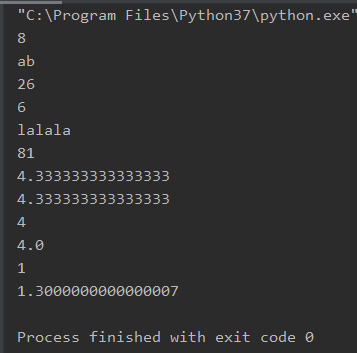 "C:\Program Files\Python37\python.exe"
8
ab
26
6
lalala
81
4.333333333333333
4.333333333333333
4
4.0
1
1.3000000000000007
Process finished with exit code 0